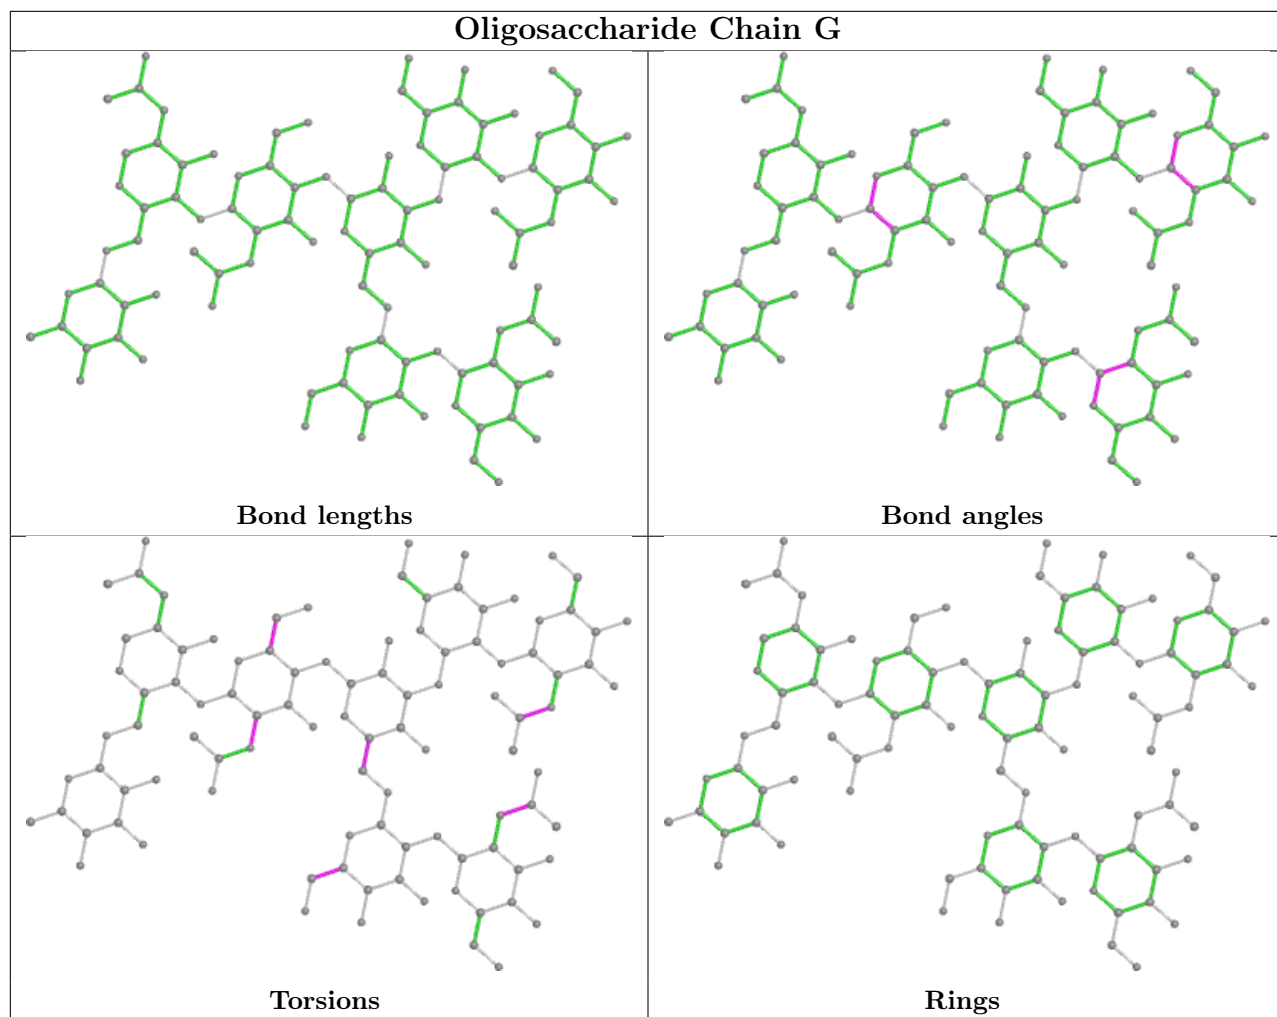 Oligosaccharide Chain G
Bond lengths
Bond angles
Torsions
Rings